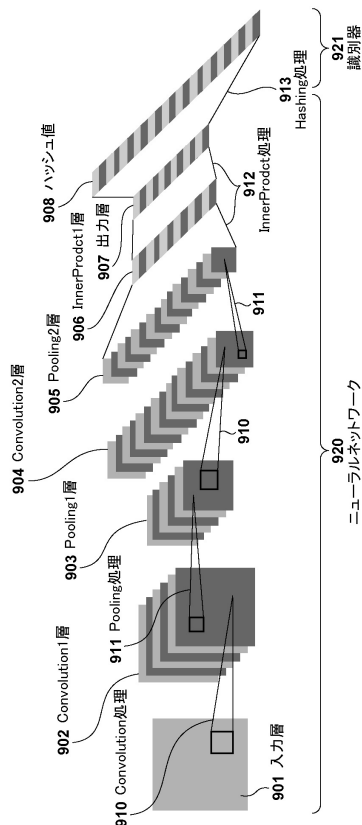 901 入力層
910 Convolution処理
902 Convolution1層
911 Pooling処理
903 Pooling1層
910
904 Convolution2層
911
905 Pooling2層
906 InnerProdct1層
912
InnerProdct処理
907 出力層
908 ハッシュ値
913
Hashing処理
920
ニューラルネットワーク
921
識別器